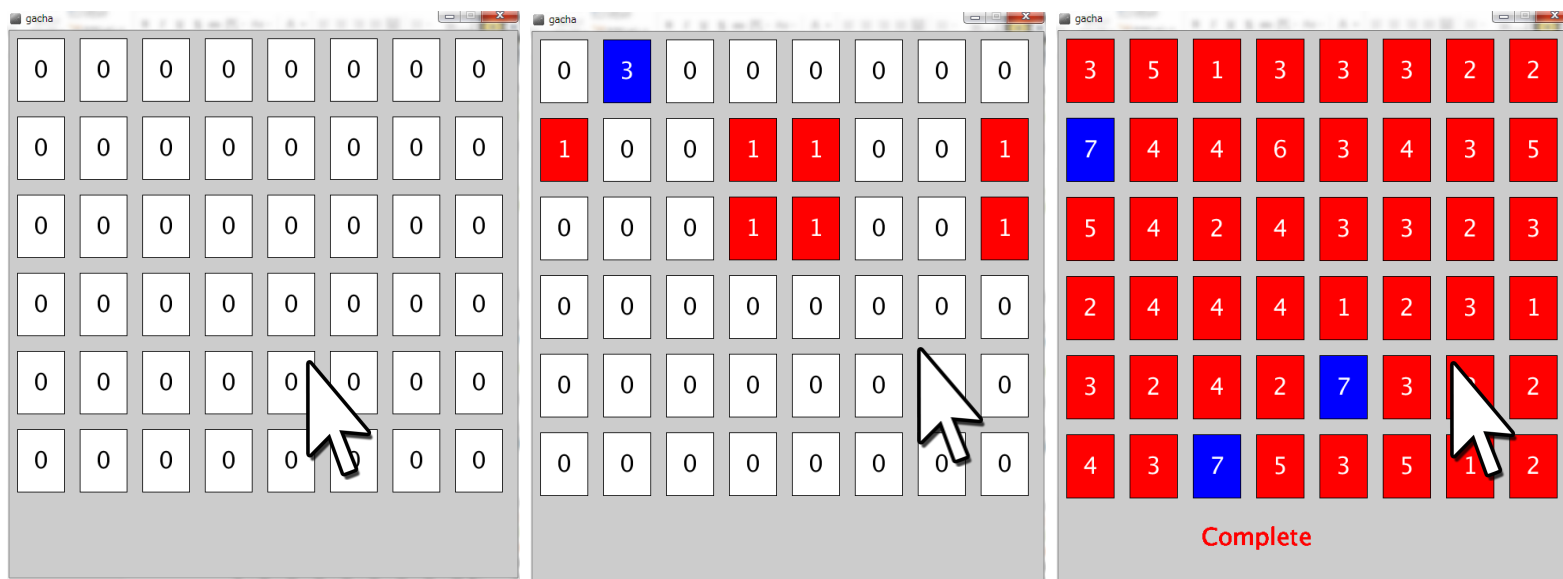 gacha
0 0 0 0 0 0 0 0
0 0 0 0 0 0 0 0
0 0 0 0 0 0 0 0
0 0 0 0 0 0 0 0
0 0 0 0 0 0 0 0
0 0 0 0 0 0 0 0
gacha
0 3 0 0 0 0 0 0
1 0 0 1 1 0 0 1
0 0 0 1 1 0 0 1
0 0 0 0 0 0 0 0
0 0 0 0 0 0 0
0 0 0 0 0 0 0 0
gacha
3 5 1 3 3 3 2 2
7 4 4 6 3 4 3 5
5 4 2 4 3 3 2 3
2 4 4 4 1 2 3 1
3 2 4 2 7 3 2
4 3 7 5 3 5 1 2
Complete